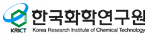 한국화학연구원
KRICT Korea Research Institute of Chemical Technology